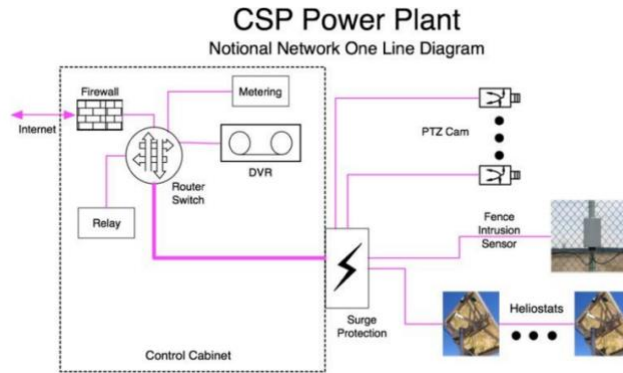 CSP Power Plant
Notional Network One Line Diagram
Firewall
Metering
Internet
PTZ Cam
DVR
Router
Switch
Relay
Fence
Intrusion
Sensor
Surge
Protection
Heliostats
Control Cabinet